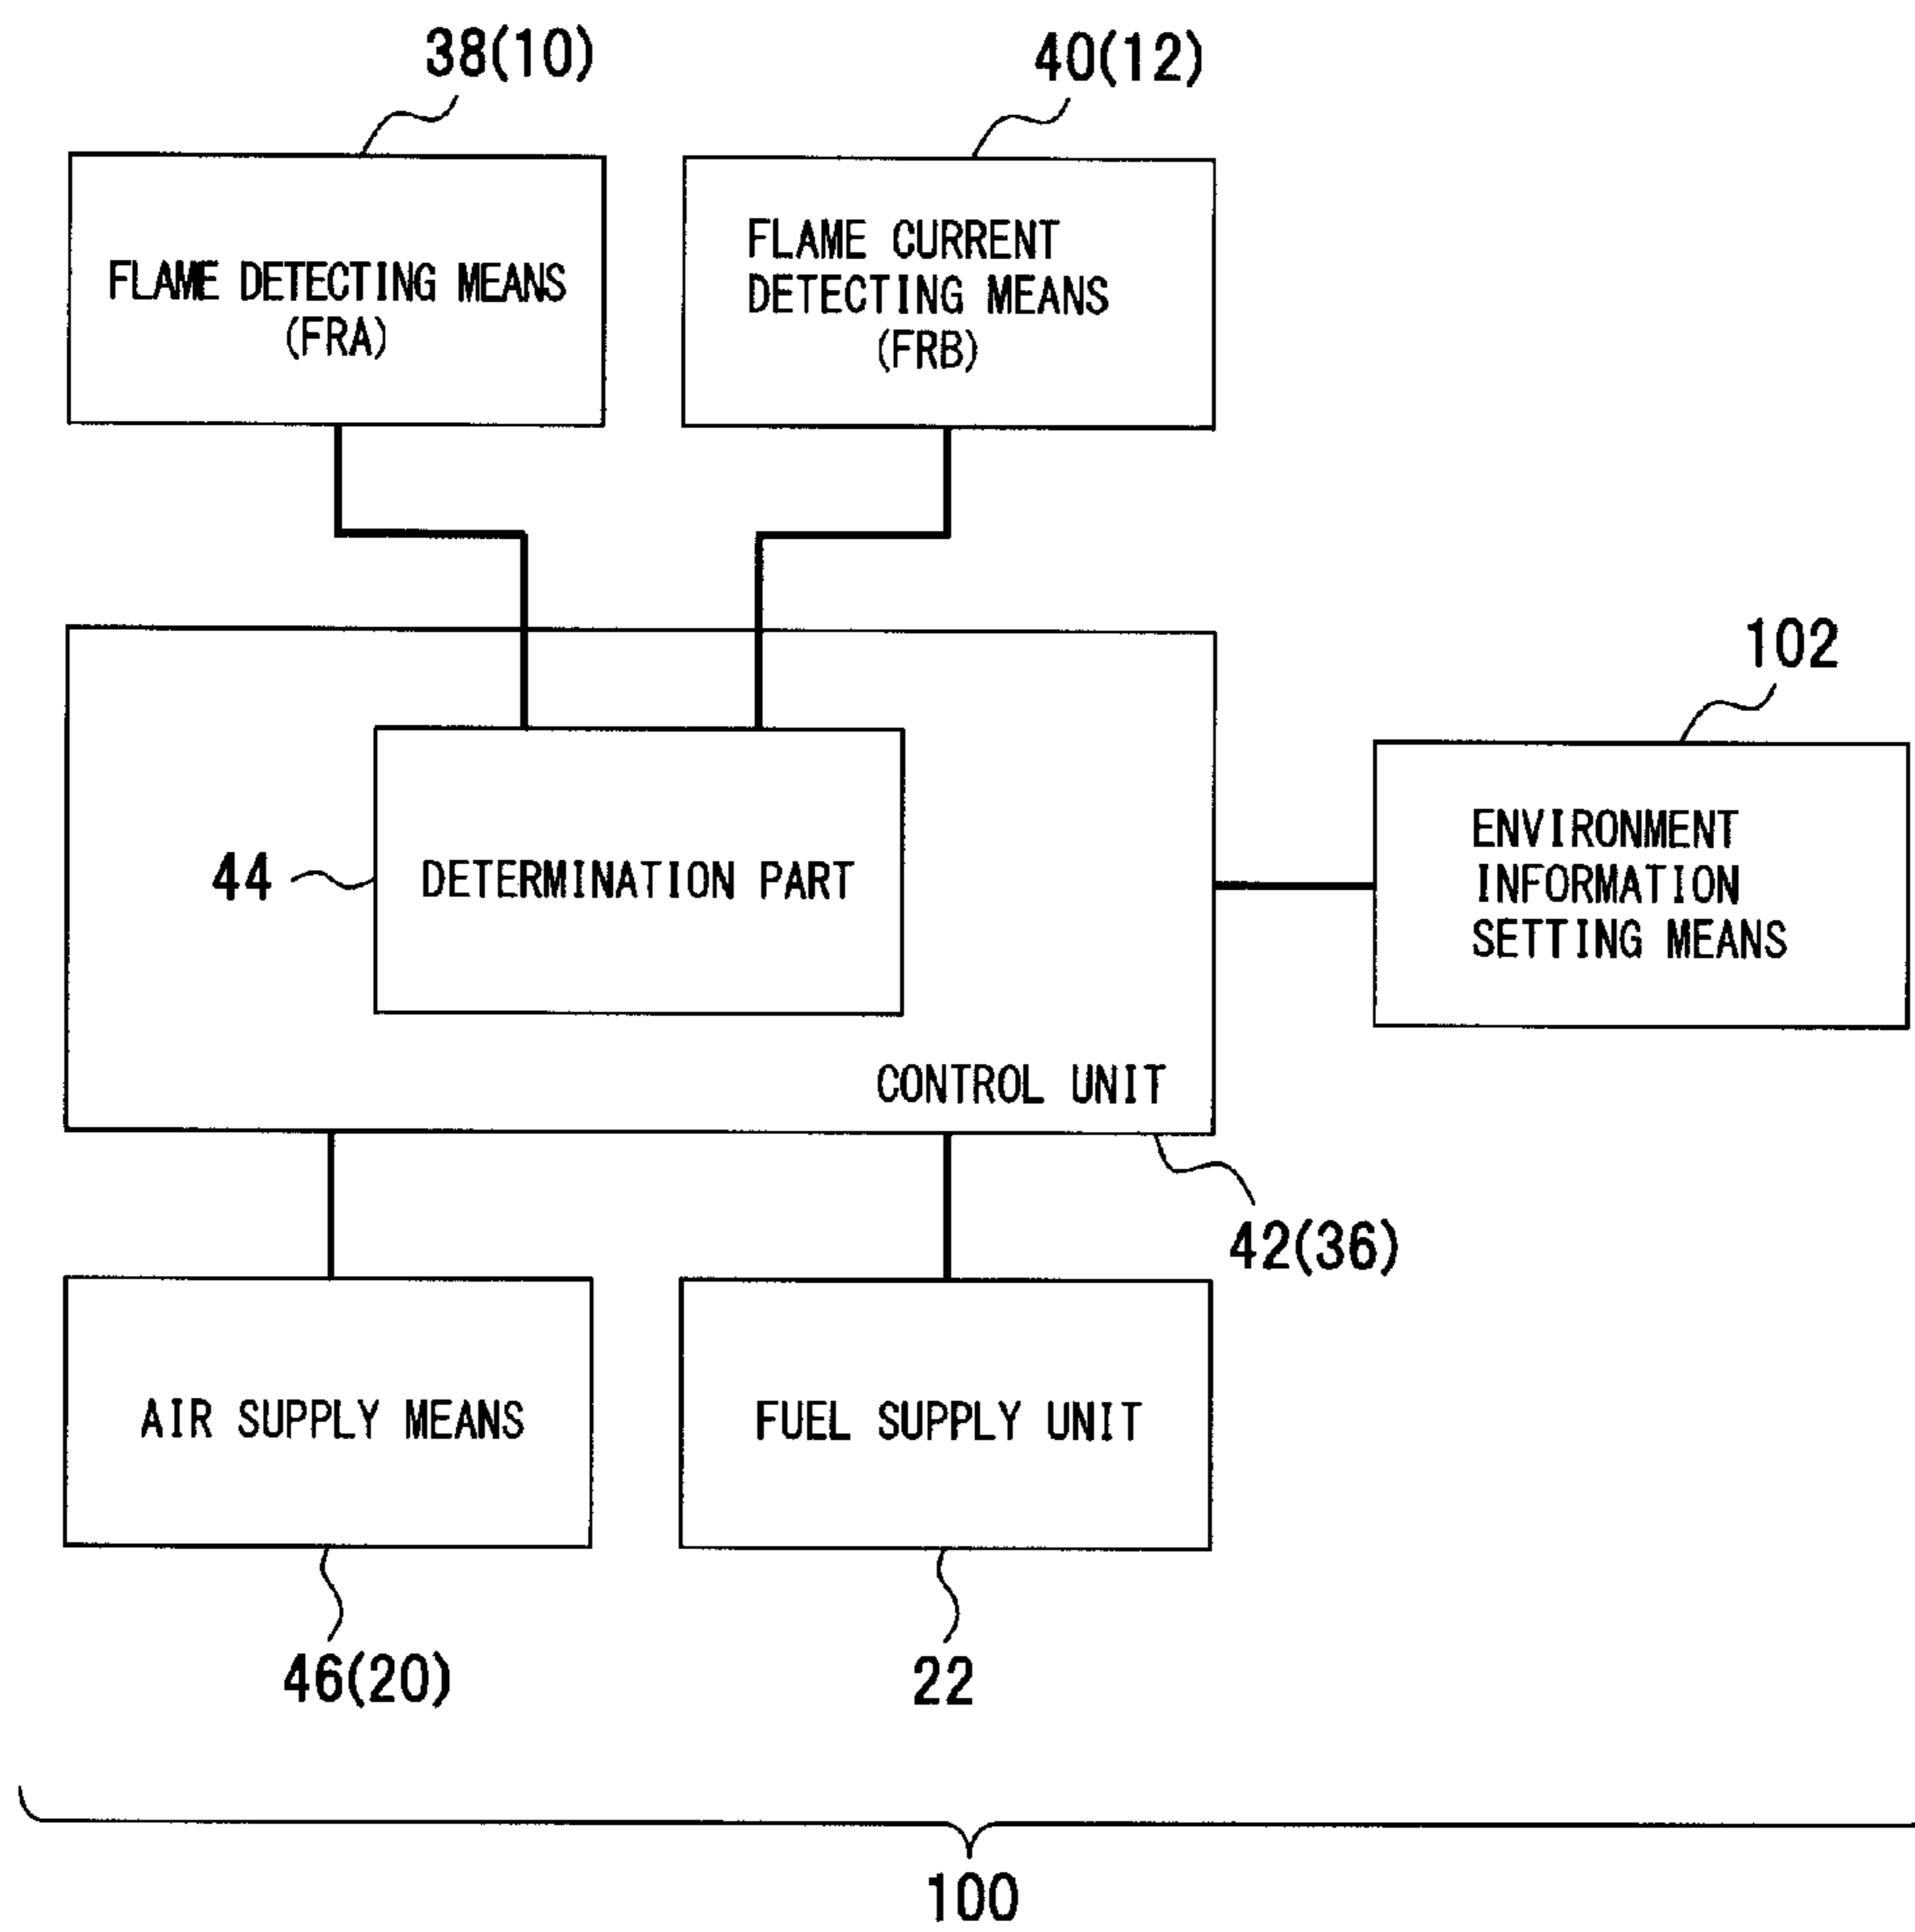 38(10)
40(12)
FLAME DETECTING MEANS
(FRA)
FLAME CURRENT
DETECTING MEANS
(FRB)
102
44
DETERMINATION PART
ENVIRONMENT
INFORMATION
SETTING MEANS
CONTROL UNIT
42(36)
AIR SUPPLY MEANS
FUEL SUPPLY UNIT
46(20)
22
100